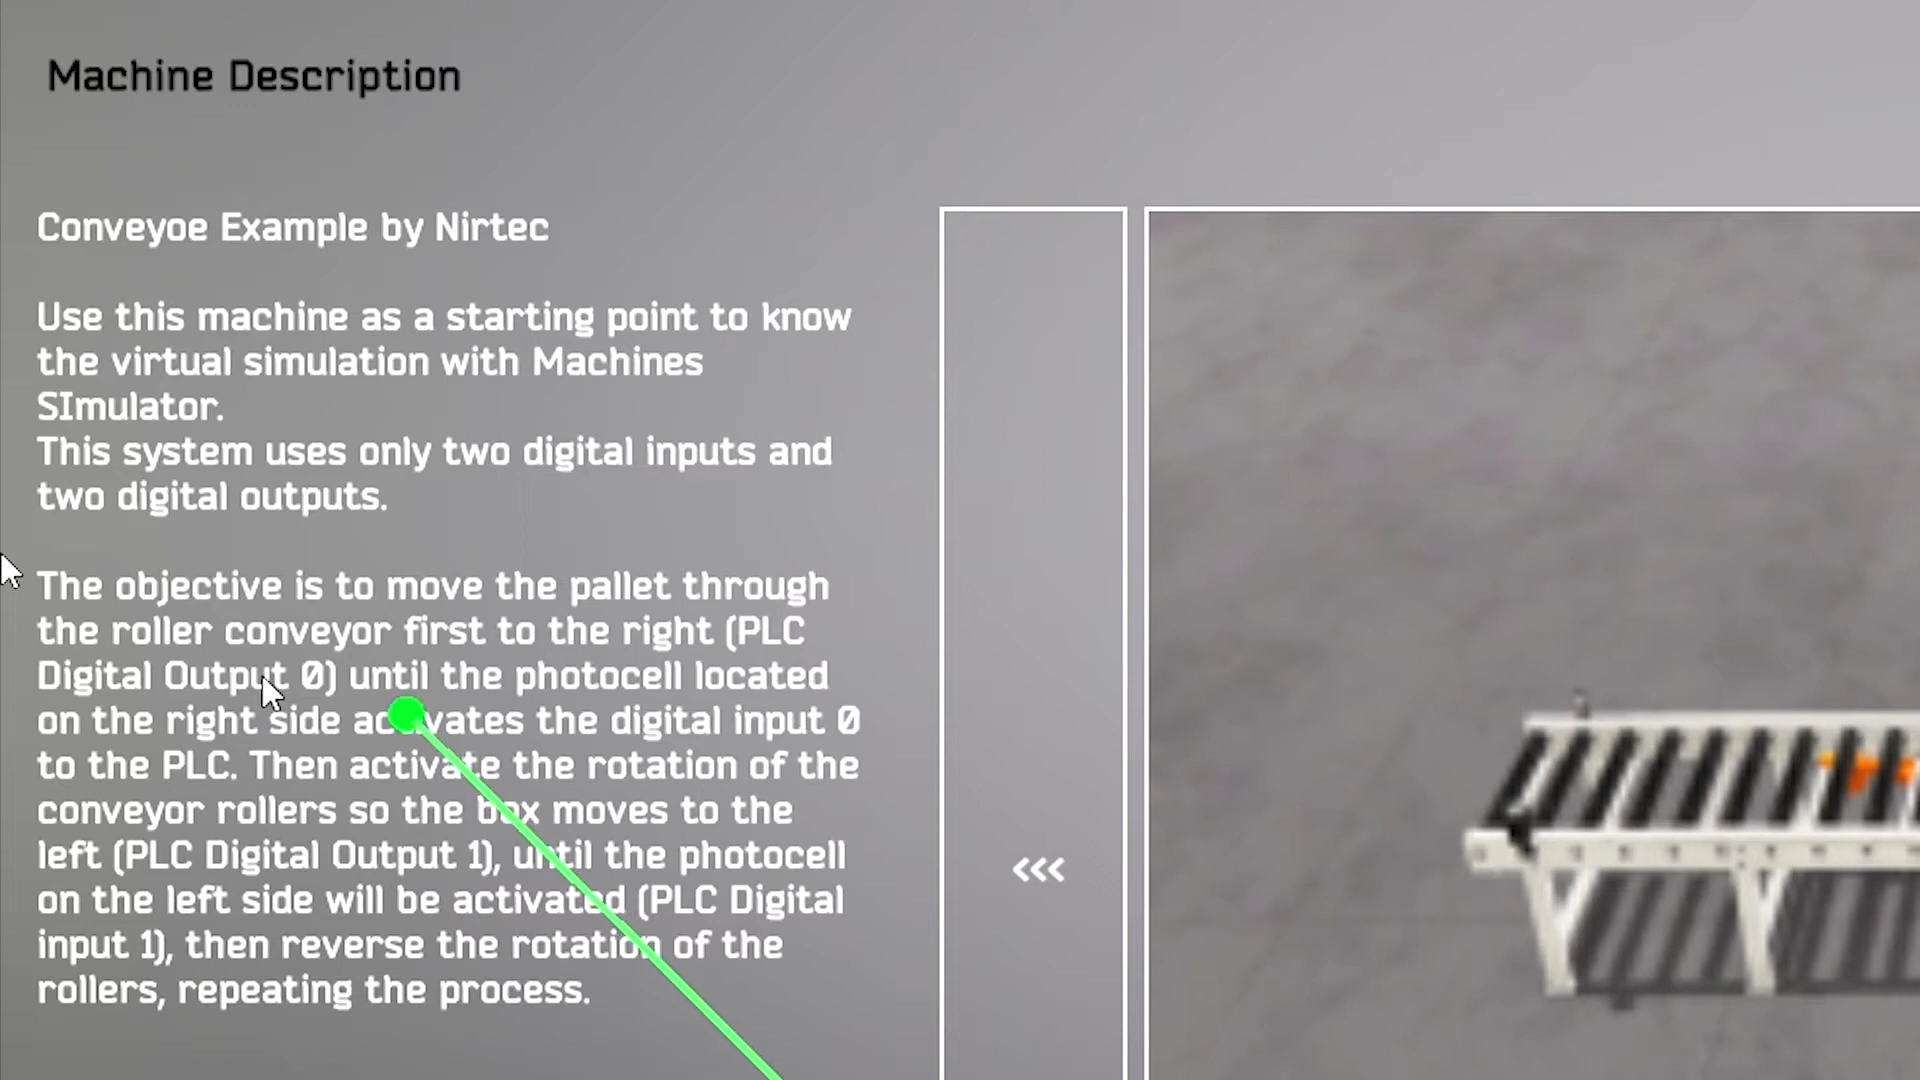 Machine Description
Conveyoe Example by Nirtec
Use this machine as a starting point to know
the virtual simulation with Machines
SImulator.
This system uses only two digital inputs and
two digital outputs.
The objective is to move the pallet through
the roller conveyor first to the right (PLC
Digital Output 0) until the photocell located
on the right side activates the digital input 0
to the PLC. Then activate the rotation of the
conveyor rollers so the box moves to the
left (PLC Digital Output 1), until the photocell
on the left side will be activated (PLC Digital
input 1), then reverse the rotation of the
rollers, repeating the process.
<<<